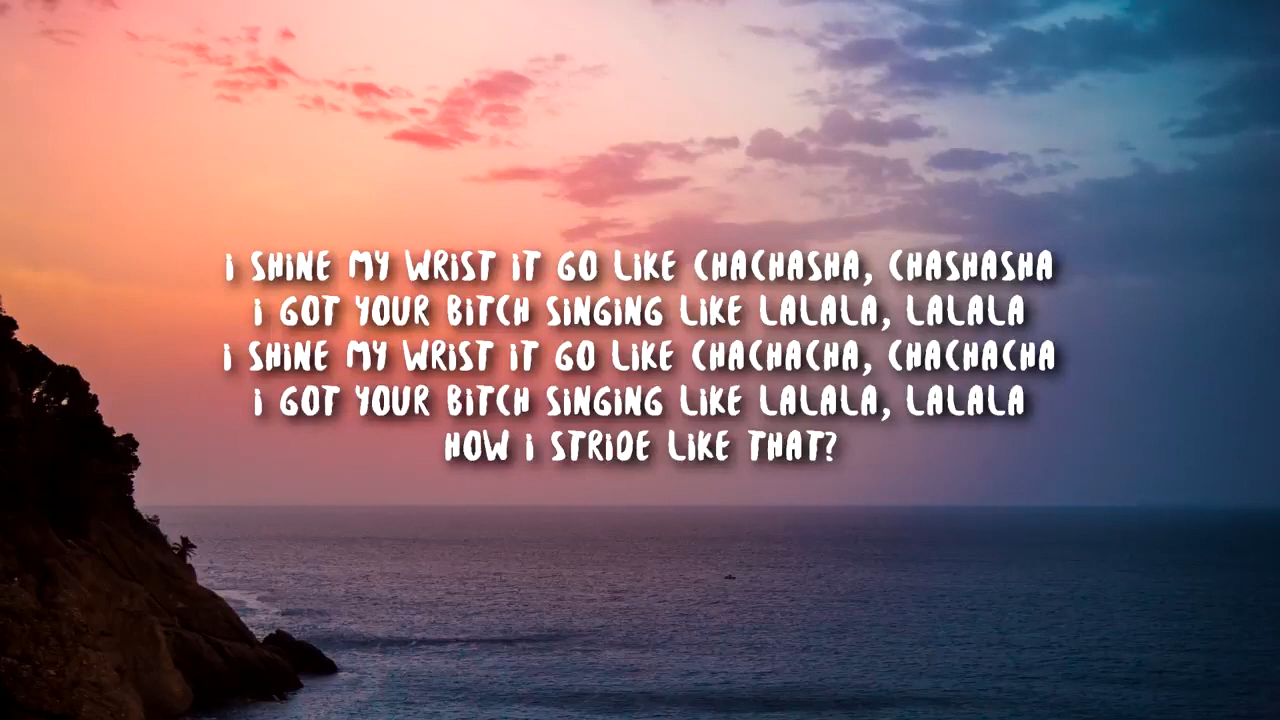 I SHINE MY WRIST IT GO LIKE CHACHASHA, CHASHASHA
I GOT YOUR BITCH SINGING LIKE LALALA, LALALA
I SHINE MY WRIST IT GO LIKE CHACHACHA, CHACHACHA
I GOT YOUR BITCH SINGING LIKE LALALA, LALALA
HOW I STRIDE LIKE THAT?